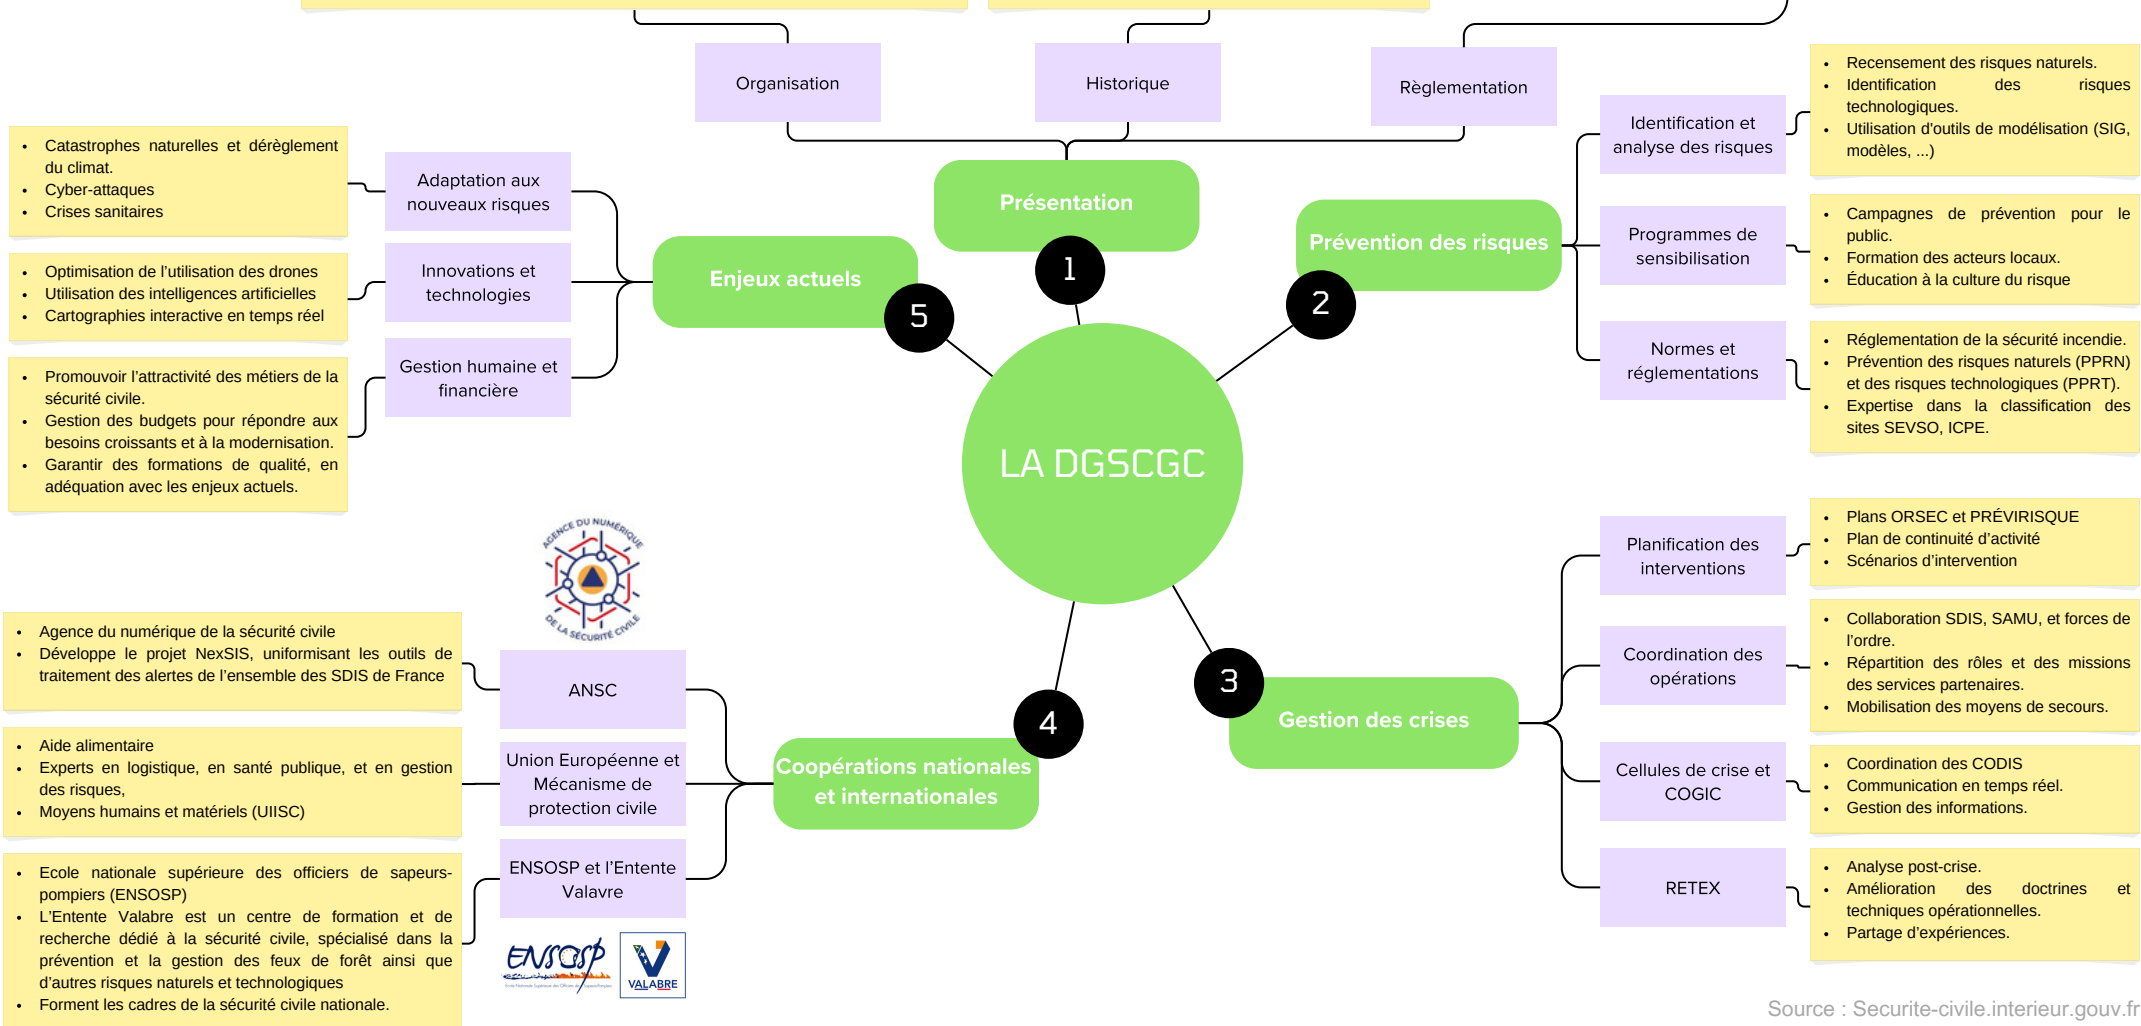 Organisation
Historique
Règlementation
Présentation
1
LA DGSCGC
Prévention des risques
2
Identification et
analyse des risques
• Recensement des risques naturels.
• Identification des risques
technologiques.
• Utilisation d'outils de modélisation (SIG,
modèles, ...)
Programmes de
sensibilisation
• Campagnes de prévention pour le
public.
• Formation des acteurs locaux.
• Éducation à la culture du risque
Normes et
réglementations
• Réglementation de la sécurité incendie.
• Prévention des risques naturels (PPRN)
et des risques technologiques (PPRT).
• Expertise dans la classification des
sites SEVSO, ICPE.
3
Gestion des crises
Planification des
interventions
• Plans ORSEC et PRÉVIRISQUE
• Plan de continuité d'activité
• Scénarios d'intervention
Coordination des
opérations
• Collaboration SDIS, SAMU, et forces de
l'ordre.
• Répartition des rôles et des missions
des services partenaires.
• Mobilisation des moyens de secours.
Cellules de crise et
COGIC
• Coordination des CODIS
• Communication en temps réel.
• Gestion des informations.
RETEX
• Analyse post-crise.
• Amélioration des doctrines et
techniques opérationnelles.
• Partage d'expériences.
4
Coopérations nationales
et internationales
AGENCE DU NUMÉRIQUE
DE LA SÉCURITÉ CIVILE
ANSC
• Agence du numérique de la sécurité civile
• Développe le projet NexSIS, uniformisant les outils de
traitement des alertes de l'ensemble des SDIS de France
Union Européenne et
Mécanisme de
protection civile
• Aide alimentaire
• Experts en logistique, en santé publique, et en gestion
des risques,
• Moyens humains et matériels (UIISC)
ENSOSP et l'Entente
Valavre
• Ecole nationale supérieure des officiers de sapeurs-
pompiers (ENSOSP)
• L'Entente Valabre est un centre de formation et de
recherche dédié à la sécurité civile, spécialisé dans la
prévention et la gestion des feux de forêt ainsi que
d'autres risques naturels et technologiques
• Forment les cadres de la sécurité civile nationale.
ENSOSP
VALABRE
5
Enjeux actuels
Adaptation aux
nouveaux risques
• Catastrophes naturelles et dérèglement
du climat.
• Cyber-attaques
• Crises sanitaires
Innovations et
technologies
• Optimisation de l'utilisation des drones
• Utilisation des intelligences artificielles
• Cartographies interactive en temps réel
Gestion humaine et
financière
• Promouvoir l'attractivité des métiers de la
sécurité civile.
• Gestion des budgets pour répondre aux
besoins croissants et à la modernisation.
• Garantir des formations de qualité, en
adéquation avec les enjeux actuels.
Source : Securite-civile.interieur.gouv.fr